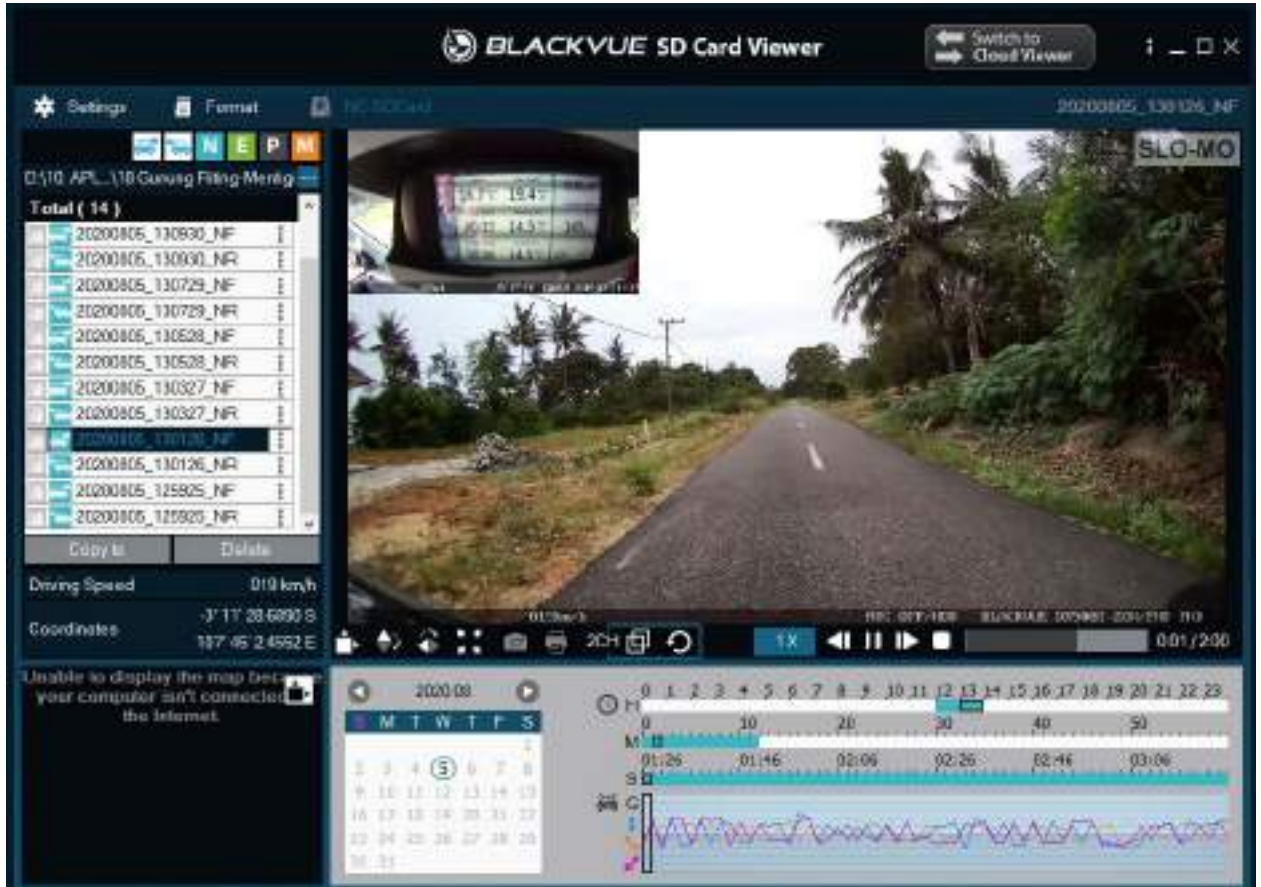 BLACKVUE SD Card Viewer
Switch to
Cloud Viewer
Settings
Format
20200805_130126_NF
N E P M
SLO-MO
Total ( 14 )
20200805_130930_NF
20200805_130930_NR
20200805_130729_NF
20200805_130729_NR
20200805_130528_NF
20200805_130528_NR
20200805_130327_NF
20200805_130327_NR
20200805_130126_NF
20200805_130126_NR
20200805_125925_NF
20200805_125925_NR
Copy to
Delete
Driving Speed
019 km/h
Coordinates
2CH
1X
0:01 / 2:00
Unable to display the map
your computer isn't connected
the Internet.
2020 08
S M T W T F S
1
2 3 4 5 6 7 8
9 10 11 12 13 14 15
16 17 18 19 20 21 22
23 24 25 26 27 28 29
30 31
H
0 1 2 3 4 5 6 7 8 9 10 11 12 13 14 15 16 17 18 19 20 21 22 23
M
0 10 20 30 40 50
S
01:26 01:46 02:06 02:26 02:46 03:06
G